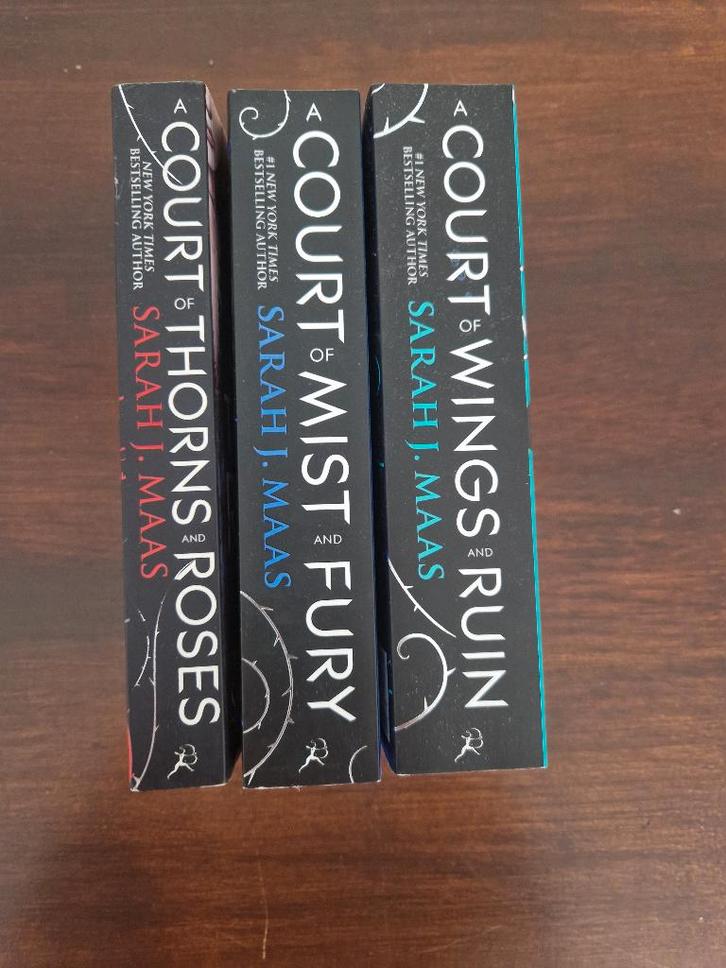 A COURT OF THORNS AND ROSES
NEW YORK TIMES
BESTSELLING AUTHOR
SARAH J. MAAS
A COURT OF MIST AND FURY
#1 NEW YORK TIMES
BESTSELLING AUTHOR
SARAH J. MAAS
A COURT OF WINGS AND RUIN
#1 NEW YORK TIMES
BESTSELLING AUTHOR
SARAH J. MAAS